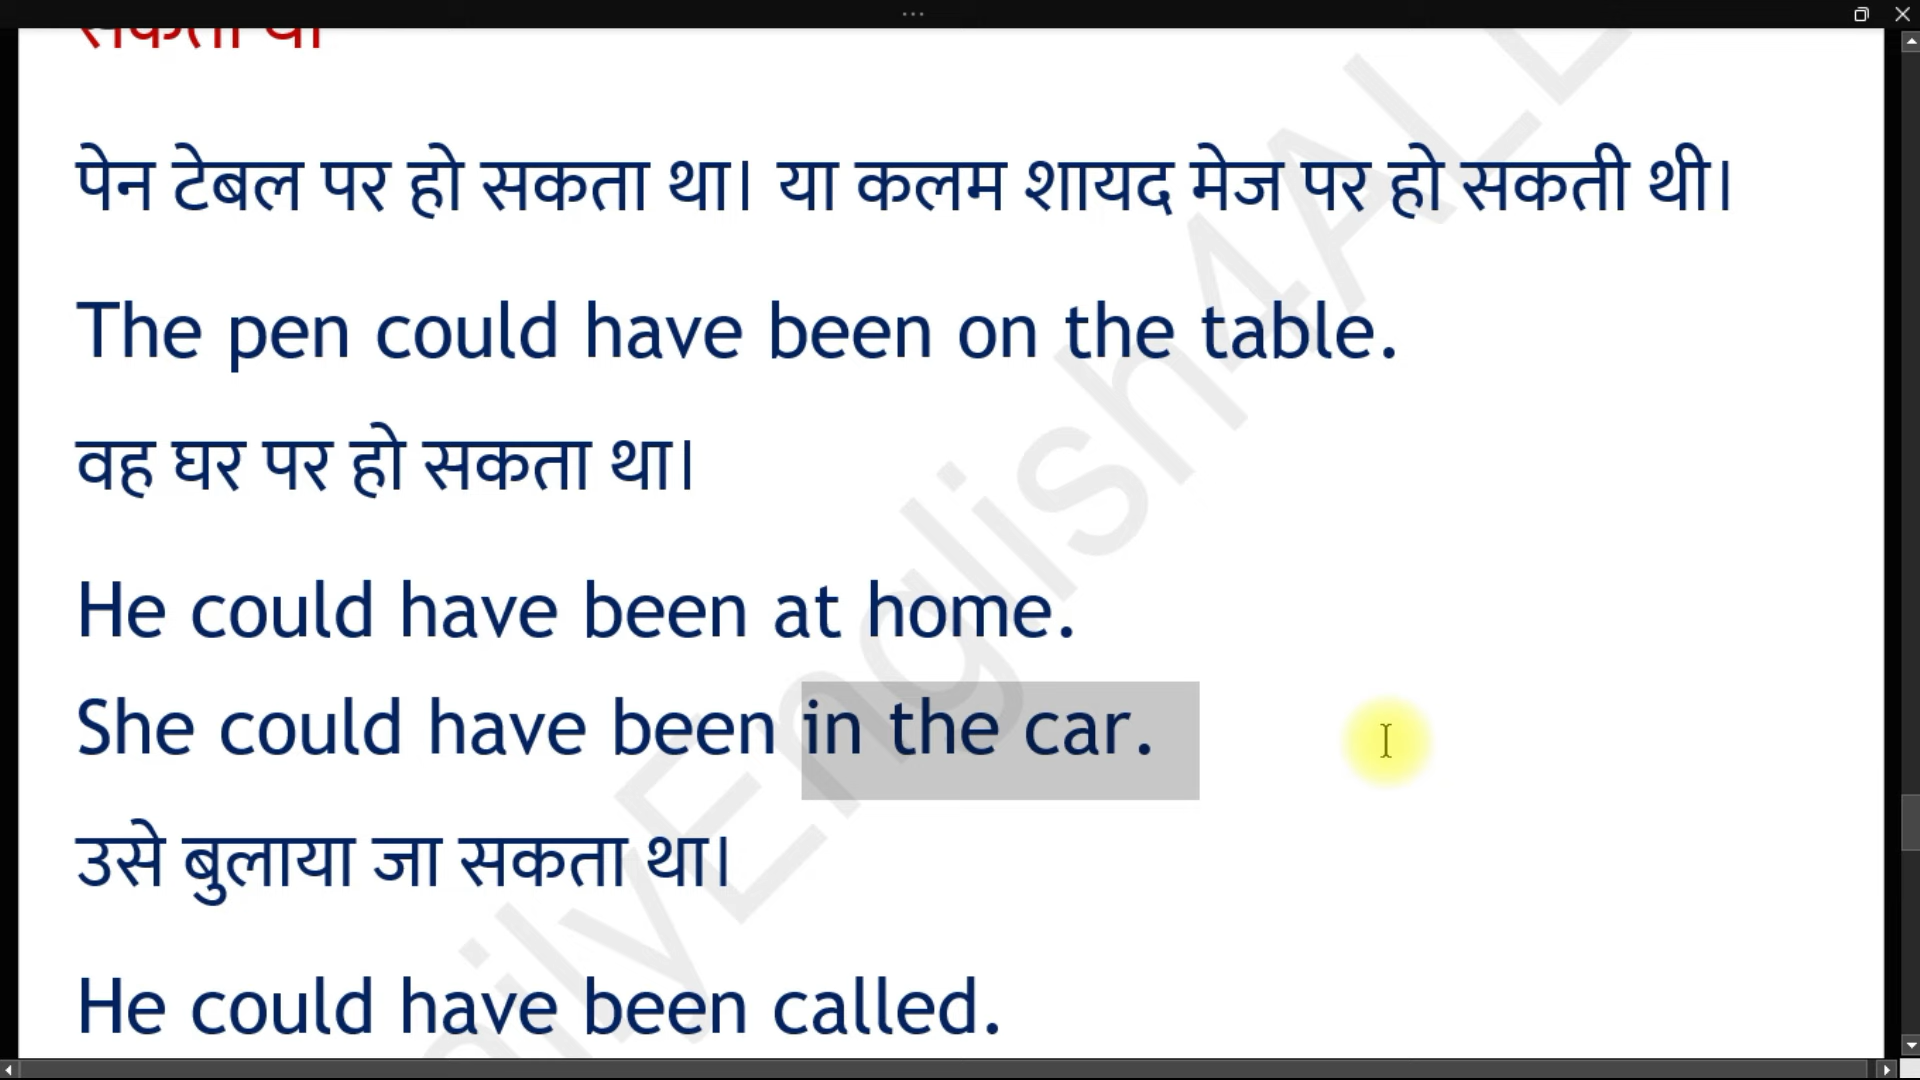 सकता था
पेन टेबल पर हो सकता था। या कलम शायद मेज पर हो सकती थी।
The pen could have been on the table.
वह घर पर हो सकता था।
He could have been at home.
She could have been in the car.
उसे बुलाया जा सकता था।
He could have been called.
ilyEnglish4ALL